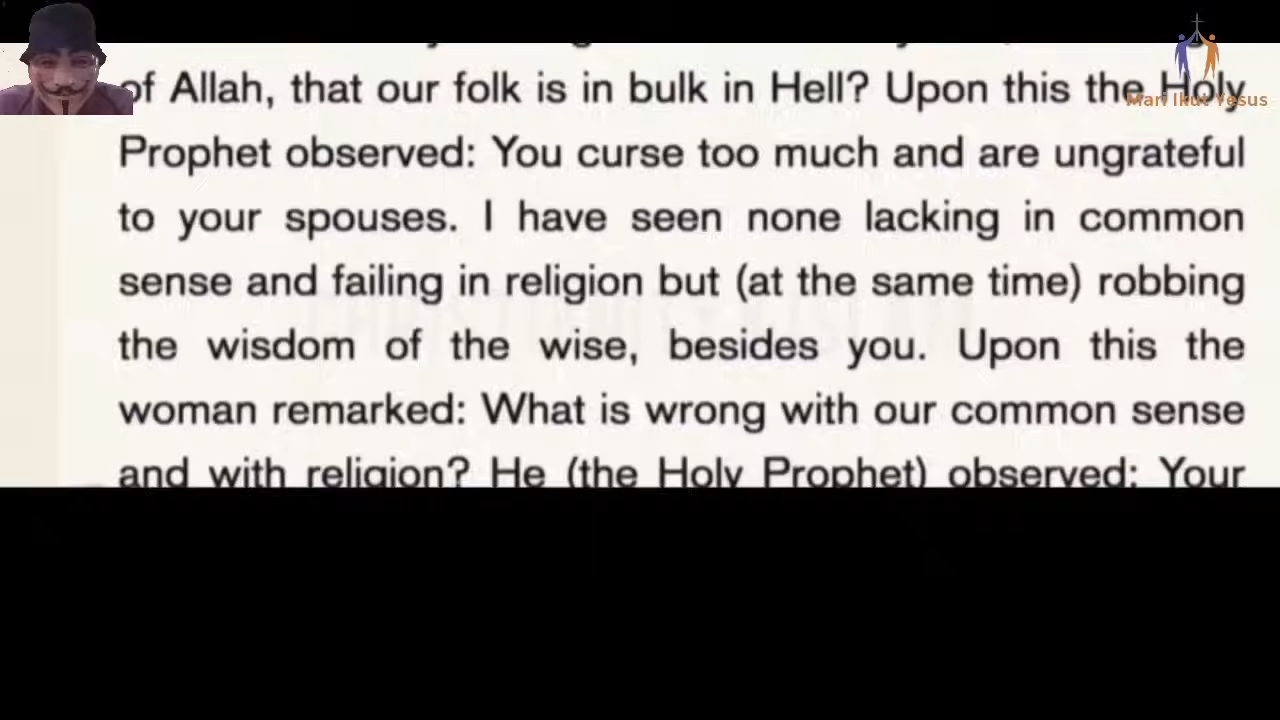 of Allah, that our folk is in bulk in Hell? Upon this the Holy
Mari Ikut Yesus
Prophet observed: You curse too much and are ungrateful
to your spouses. I have seen none lacking in common
sense and failing in religion but (at the same time) robbing
the wisdom of the wise, besides you. Upon this the
woman remarked: What is wrong with our common sense
and with religion? He (the Holy Prophet) observed: Your